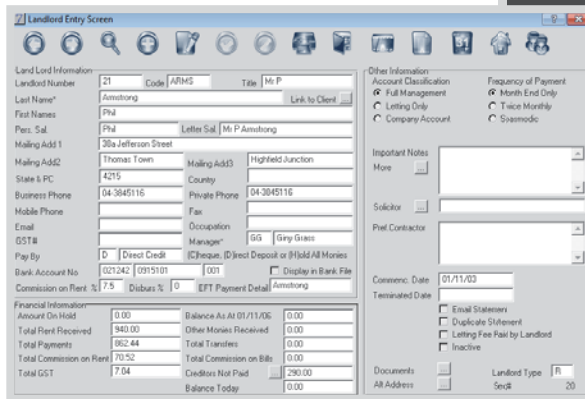 Landlord Entry Screen
Land Lord Information
Landlord Number 21 Code ARMS Title Mr P
Last Name* Armstrong Link to Client ...
First Names Phil
Pers. Sal. Phil Letter Sal. Mr P Armstrong
Mailing Add 1 38a Jefferson Street
Mailing Add2 Thomas Town Mailing Add3 Highfield Junction
State & PC 4215 Country
Business Phone 04-3845116 Private Phone 04-3845116
Mobile Phone Fax
Email Occupation
GST# Manager* GG Giny Grass
Pay By D Direct Credit (C)heque, (D)irect Deposit or (H)old All Monies
Bank Account No 021242 0915101 001 Display in Bank File
Commission on Rent % 7.5 Disburs % 0 EFT Payment Detail Armstrong
Financial Information
Amount On Hold 0.00 Balance As At 01/11/06 0.00
Total Rent Received 940.00 Other Monies Received 0.00
Total Payments 862.44 Total Transfers 0.00
Total Commission on Rent 70.52 Total Commission on Bills 0.00
Total GST 7.04 Creditors Not Paid ... 290.00
Balance Today 0.00
Other Information
Account Classification Frequency of Payment
Full Management Month End Only
Letting Only Twice Monthly
Company Account Spasmodic
Important Notes
More ...
Solicitor ...
Pref.Contractor
Commenc. Date 01/11/03
Terminated Date
Email Statement
Duplicate Statement
Letting Fee Paid by Landlord
Inactive
Documents ... Landlord Type R
Alt Address ... Seq# 20